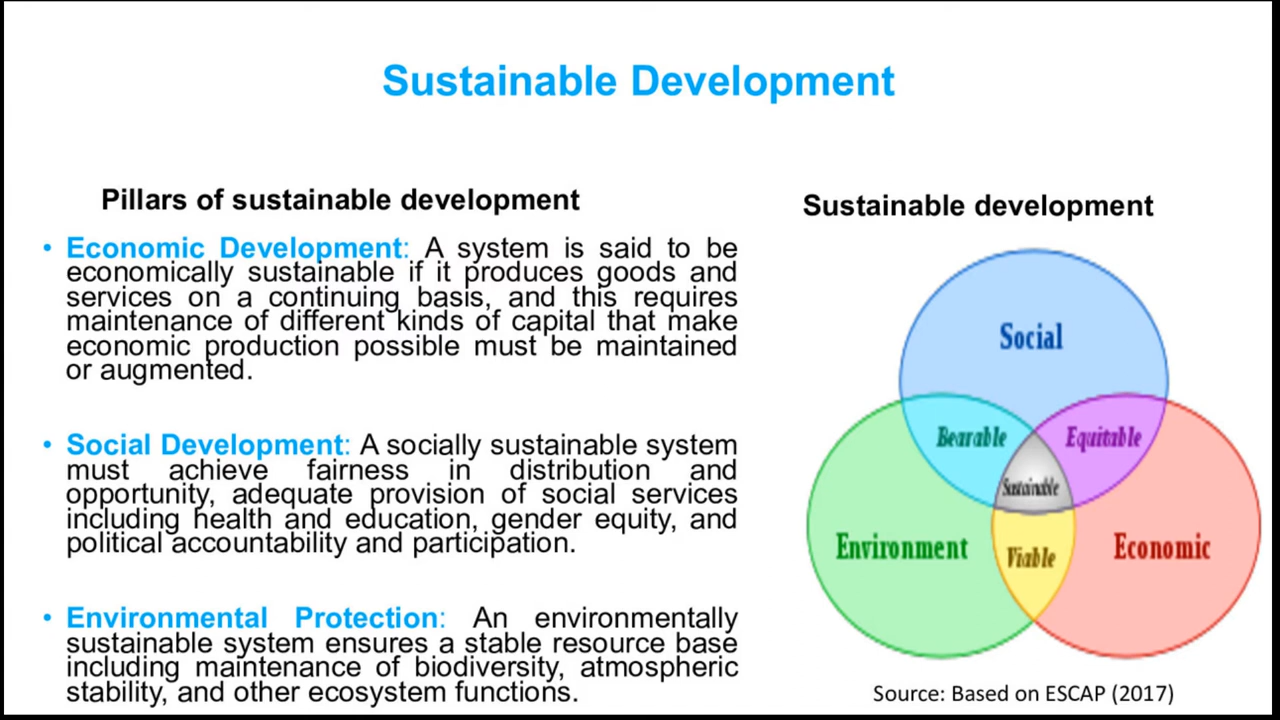 Sustainable Development
Pillars of sustainable development
• Economic Development: A system is said to be
economically sustainable if it produces goods and
services on a continuing basis, and this requires
maintenance of different kinds of capital that make
economic production possible must be maintained
or augmented.
• Social Development: A socially sustainable system
must achieve fairness in distribution and
opportunity, adequate provision of social services
including health and education, gender equity, and
political accountability and participation.
• Environmental Protection: An environmentally
sustainable system ensures a stable resource base
including maintenance of biodiversity, atmospheric
stability, and other ecosystem functions.
Sustainable development
Social
Bearable
Equitable
Sustainable
Environment
Viable
Economic
Source: Based on ESCAP (2017)